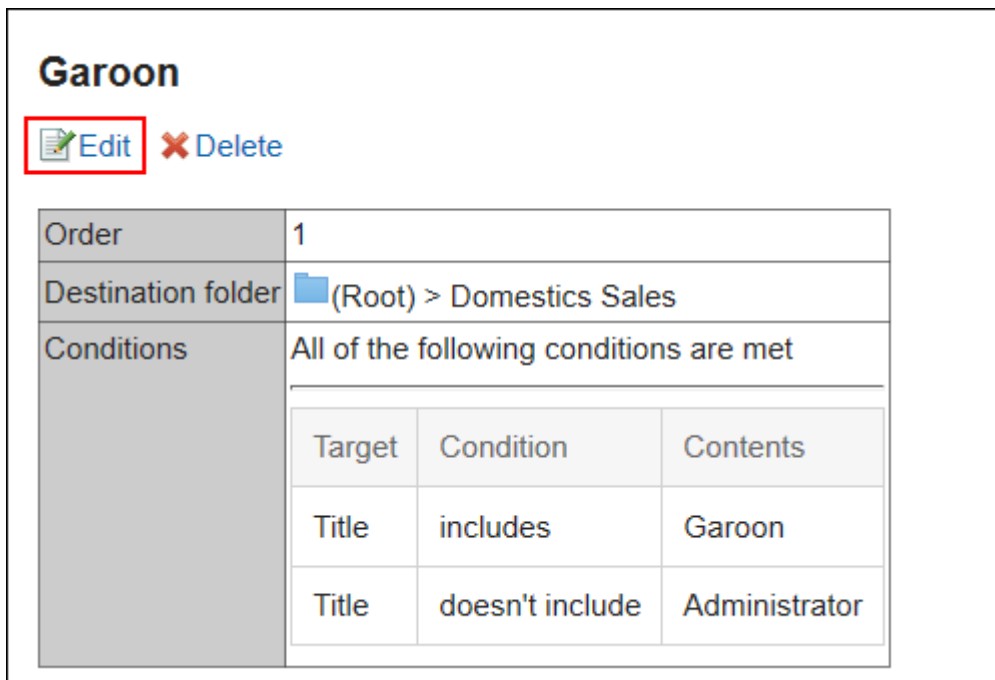 Garoon
Edit Delete
Order 1
Destination folder (Root) > Domestics Sales
Conditions All of the following conditions are met
Target Condition Contents
Title includes Garoon
Title doesn't include Administrator